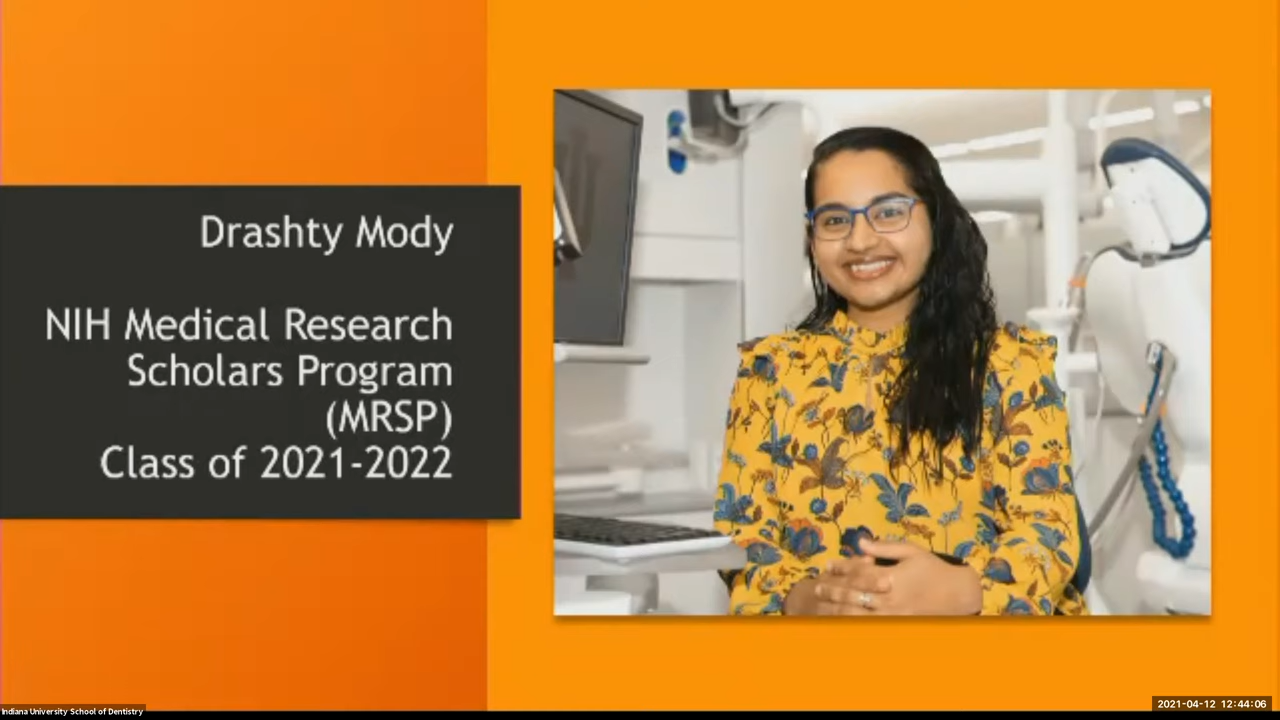 Drashty Mody
NIH Medical Research
Scholars Program
(MRSP)
Class of 2021-2022
Indiana University School of Dentistry
2021-04-12 12:44:06